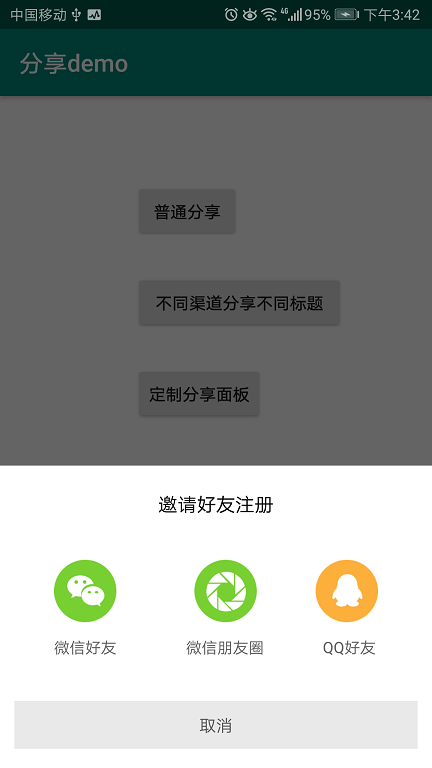 中国移动 4G 95% 下午3:42
分享demo
普通分享
不同渠道分享不同标题
定制分享面板
邀请好友注册
微信好友 微信朋友圈 QQ好友
取消